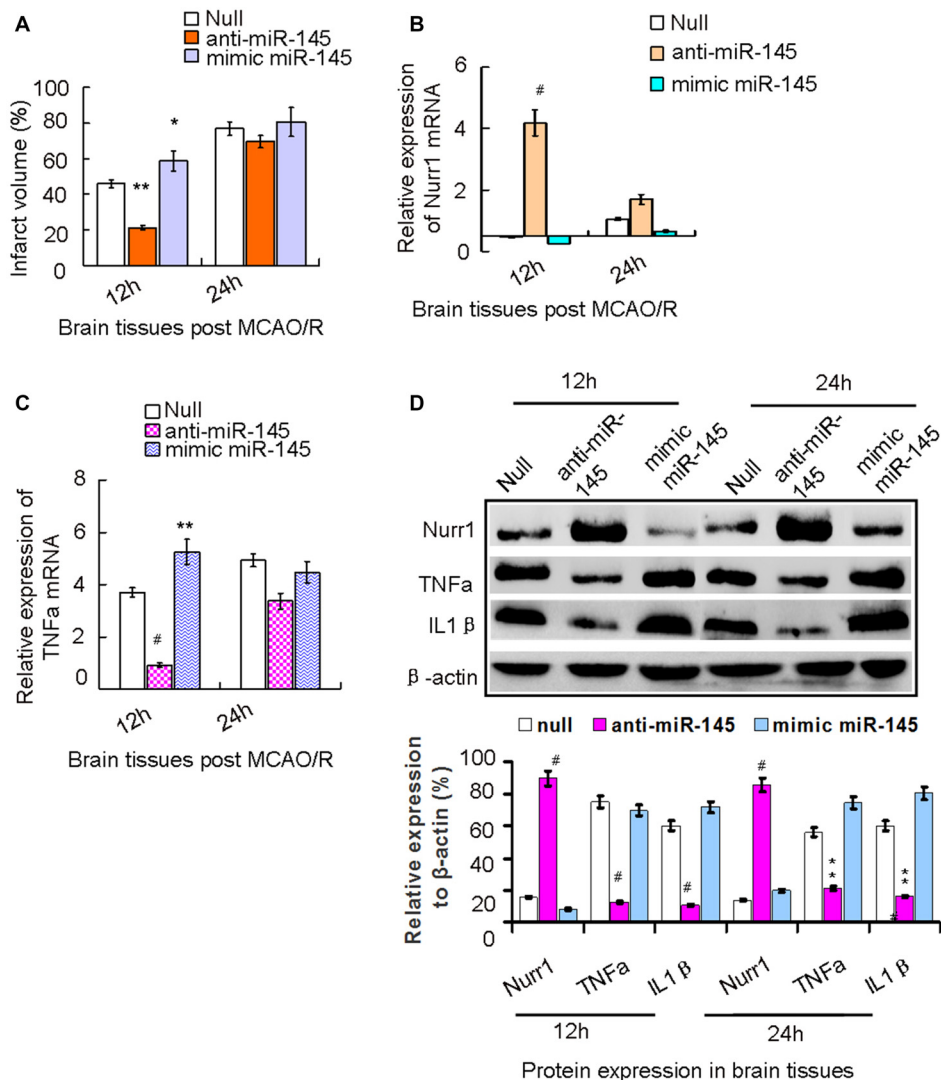 A
Null
anti-miR-145
mimic miR-145
Infarct volume (%)
100
80
60
40
20
0
**
*
12h
24h
Brain tissues post MCAO/R
B
Null
anti-miR-145
mimic miR-145
Relative expression
of Nurr1 mRNA
6
4
2
0
#
12h
24h
Brain tissues post MCAO/R
C
Null
anti-miR-145
mimic miR-145
Relative expression of
TNFa mRNA
8
6
4
2
0
#
**
12h
24h
Brain tissues post MCAO/R
D
12h
24h
Null
anti-miR-
145
mimic
miR-145
Null
anti-miR-
145
mimic
miR-145
Nurr1
TNFa
IL1 β
β -actin
null
anti-miR-145
mimic miR-145
Relative expression
to β-actin (%)
100
80
60
40
20
0
#
#
#
#
**
**
#
Nurr1
TNFa
IL1 β
Nurr1
TNFa
IL1 β
12h
24h
Protein expression in brain tissues